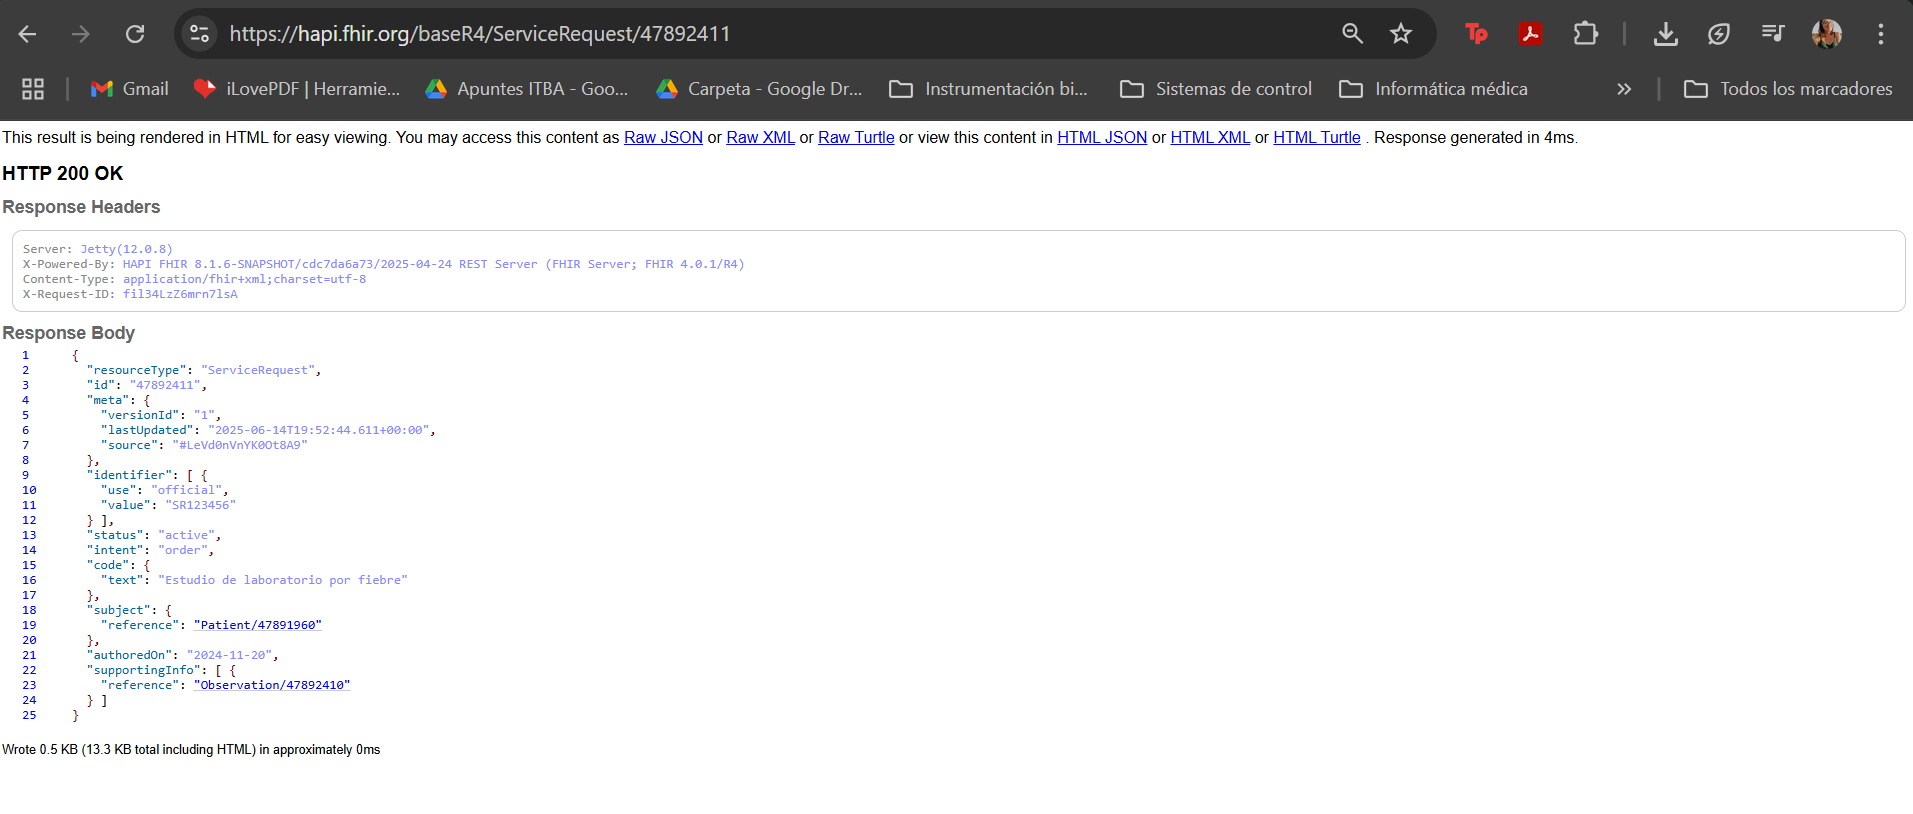 https://hapi.fhir.org/baseR4/ServiceRequest/47892411
Gmail
iLovePDF | Herramie...
Apuntes ITBA - Goo...
Carpeta - Google Dr...
Instrumentación bi...
Sistemas de control
Informática médica
»
Todos los marcadores
This result is being rendered in HTML for easy viewing. You may access this content as Raw JSON or Raw XML or Raw Turtle or view this content in HTML JSON or HTML XML or HTML Turtle . Response generated in 4ms.
HTTP 200 OK
Response Headers
Server: Jetty(12.0.8)
X-Powered-By: HAPI FHIR 8.1.6-SNAPSHOT/cdc7da6a73/2025-04-24 REST Server (FHIR Server; FHIR 4.0.1/R4)
Content-Type: application/fhir+xml;charset=utf-8
X-Request-ID: fil34LzZ6mrn7lsA
Response Body
1 {
2 "resourceType": "ServiceRequest",
3 "id": "47892411",
4 "meta": {
5 "versionId": "1",
6 "lastUpdated": "2025-06-14T19:52:44.611+00:00",
7 "source": "#LeVd0nVnYK0Ot8A9"
8 },
9 "identifier": [ {
10 "use": "official",
11 "value": "SR123456"
12 } ],
13 "status": "active",
14 "intent": "order",
15 "code": {
16 "text": "Estudio de laboratorio por fiebre"
17 },
18 "subject": {
19 "reference": "Patient/47891960"
20 },
21 "authoredOn": "2024-11-20",
22 "supportingInfo": [ {
23 "reference": "Observation/47892410"
24 } ]
25 }
Wrote 0.5 KB (13.3 KB total including HTML) in approximately 0ms